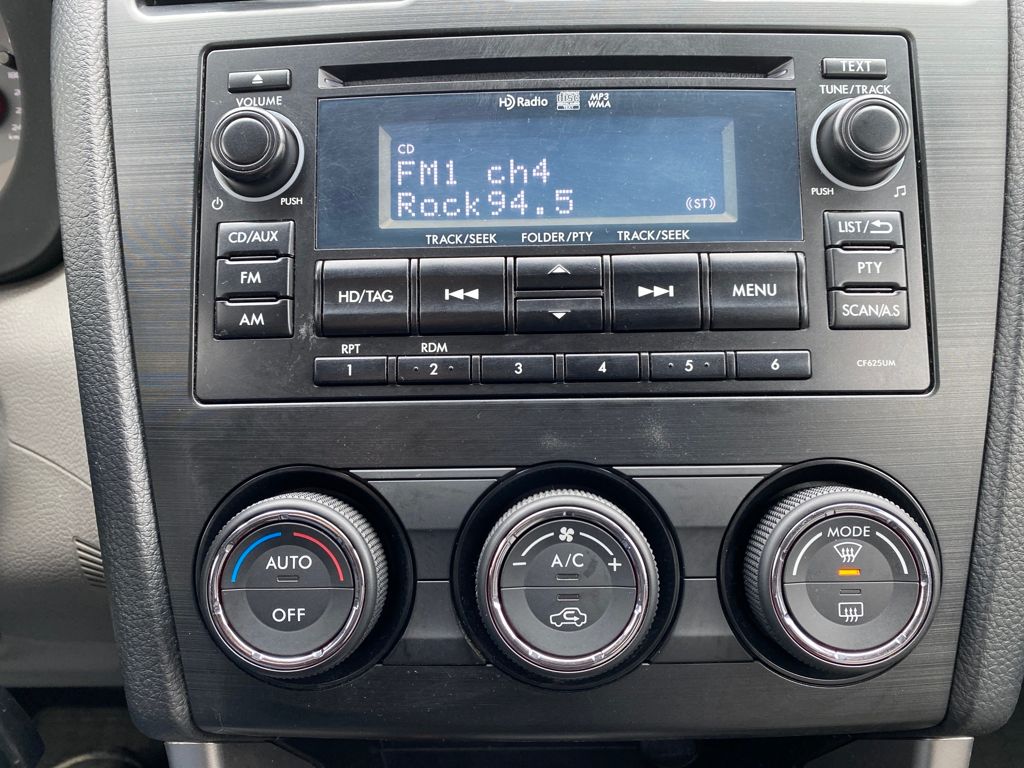 TEXT
VOLUME
HD Radio
MP3
WMA
TUNE/TRACK
CD
FM1 ch4
Rock94.5
((ST))
PUSH
PUSH
CD/AUX
FM
AM
TRACK/SEEK FOLDER/PTY TRACK/SEEK
HD/TAG
MENU
LIST/
PTY
SCAN/A.S
RPT RDM
1 2 3 4 5 6
CF625UM
AUTO
OFF
A/C
- +
MODE